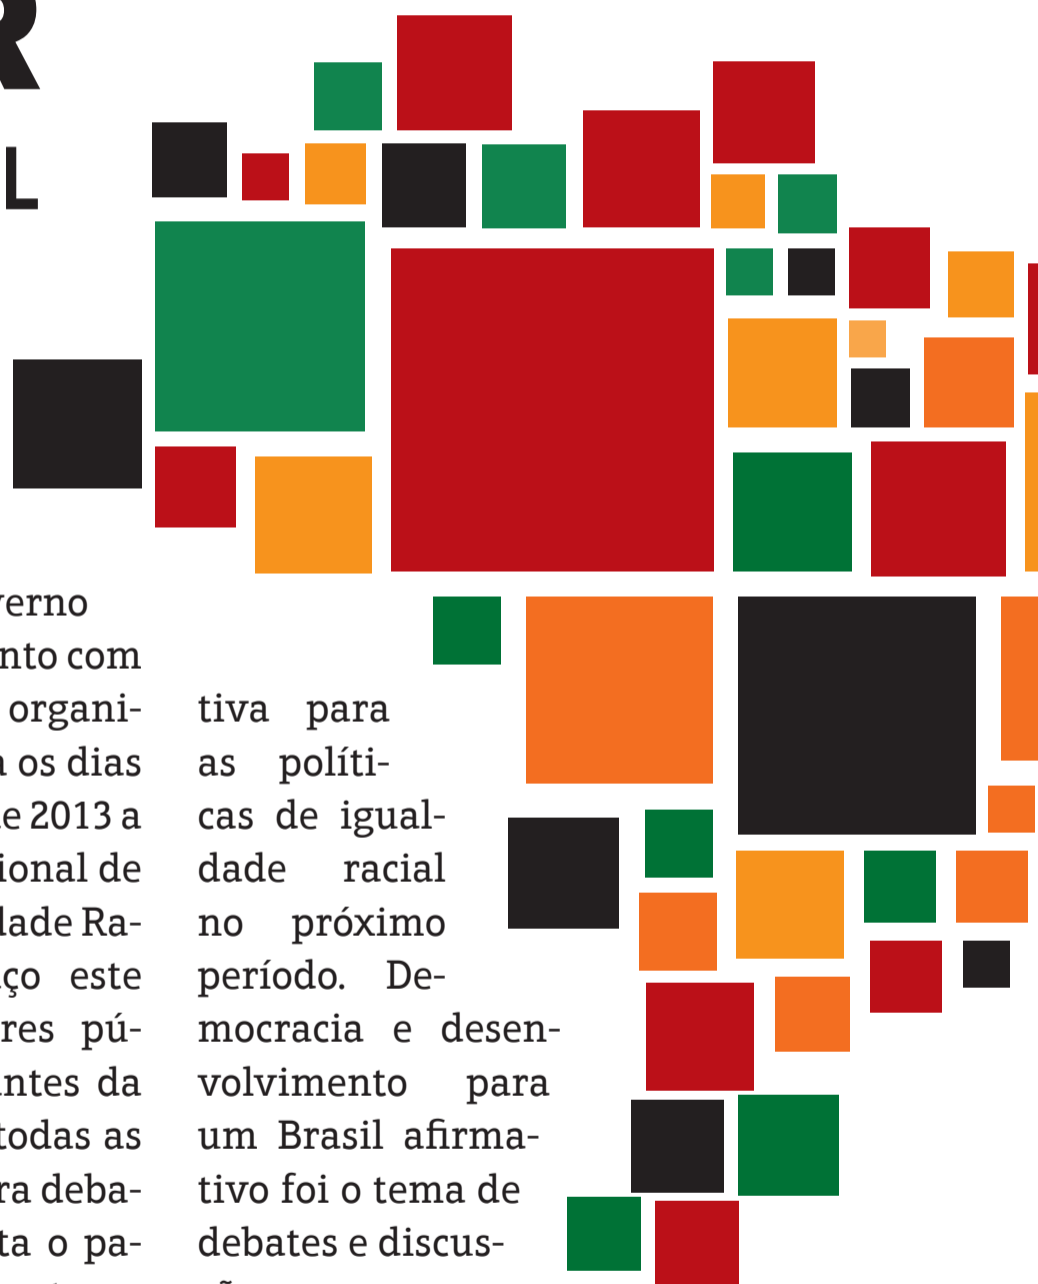 R
L
verno
nto com
organi-
a os dias
e 2013 a
ional de
dade Ra-
ço este
res pú-
ntes da
todas as
ra deba-
ta o pa-
tiva para
as políti-
cas de igual-
dade racial
no próximo
período. De-
mocracia e desen-
volvimento para
um Brasil afirma-
tivo foi o tema de
debates e discus-